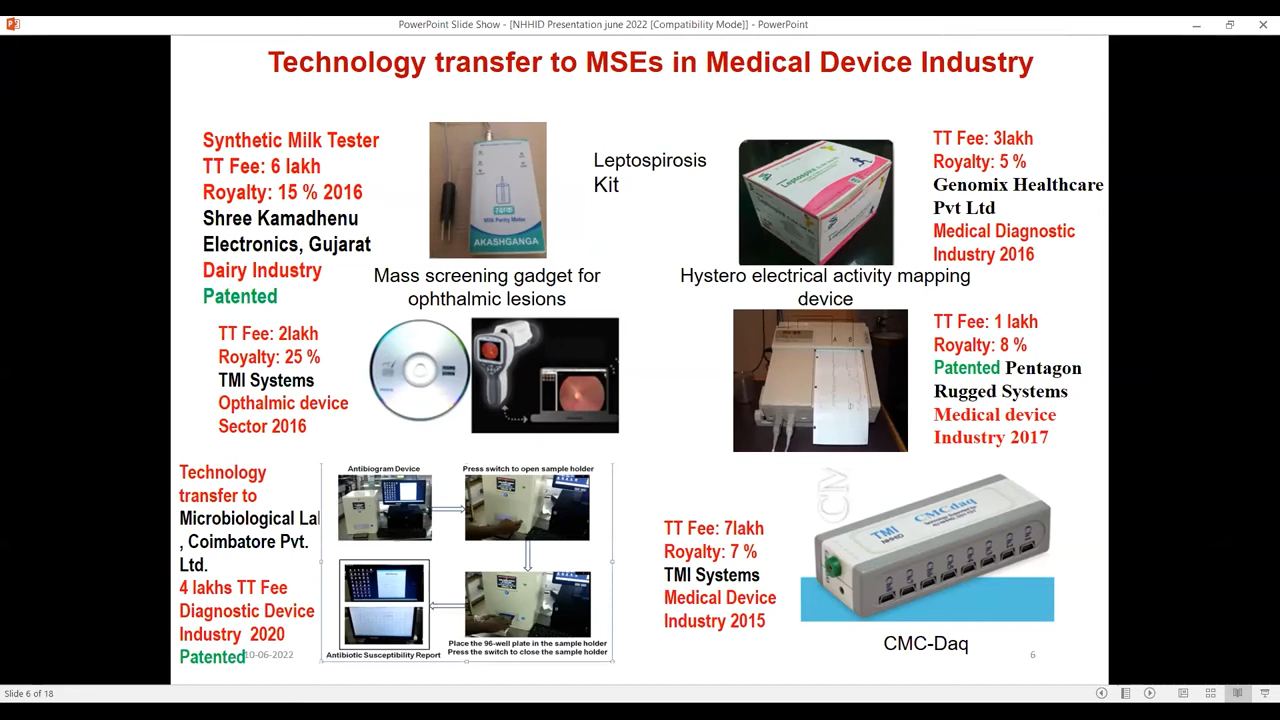 PowerPoint Slide Show - [NHHID Presentation june 2022 [Compatibility Mode]] - PowerPoint
Technology transfer to MSEs in Medical Device Industry
Synthetic Milk Tester
TT Fee: 6 lakh
Royalty: 15 % 2016
Shree Kamadhenu
Electronics, Gujarat
Dairy Industry
Patented
Milk Purity Meter
AKASHGANGA
Leptospirosis
Kit
Leptospira
TT Fee: 3lakh
Royalty: 5 %
Genomix Healthcare
Pvt Ltd
Medical Diagnostic
Industry 2016
Mass screening gadget for
ophthalmic lesions
TT Fee: 2lakh
Royalty: 25 %
TMI Systems
Opthalmic device
Sector 2016
Hystero electrical activity mapping
device
TT Fee: 1 lakh
Royalty: 8 %
Patented Pentagon
Rugged Systems
Medical device
Industry 2017
Technology
transfer to
Microbiological Lab
, Coimbatore Pvt.
Ltd.
4 lakhs TT Fee
Diagnostic Device
Industry 2020
Patented
10-06-2022
Antibiogram Device
Press switch to open sample holder
Antibiotic Susceptibility Report
Place the 96-well plate in the sample holder
Press the switch to close the sample holder
TT Fee: 7lakh
Royalty: 7 %
TMI Systems
Medical Device
Industry 2015
TMI
NHHID
CMCdaq
CMC-Daq
6
Slide 6 of 18